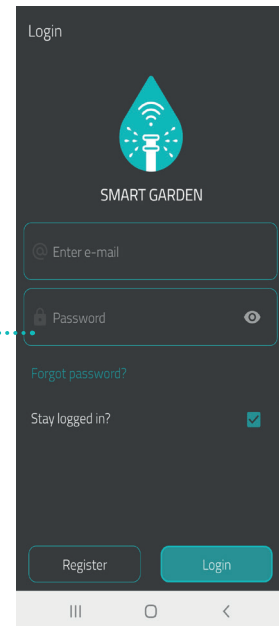 Login
SMART GARDEN
Enter e-mail
Password
Forgot password?
Stay logged in?
Register
Login